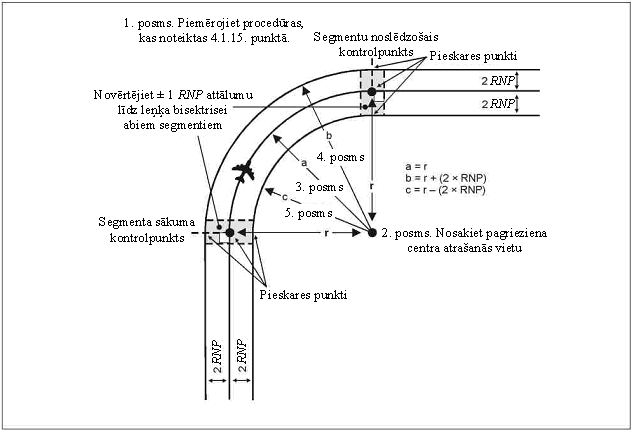 1. posms. Piemērojiet procedūras,
kas noteiktas 4.1.15. punktā.
Segmentu noslēdzošais
kontrolpunkts
Pieskares punkti
2 RNP
2 RNP
Novērtējiet ± 1 RNP attālumu
līdz leņķa bisektrisei
abiem segmentiem
b
4. posms
a
3. posms
c
5. posms
r
a = r
b = r + (2 × RNP)
c = r – (2 × RNP)
Segmenta sākuma
kontrolpunkts
r
2. posms. Nosakiet pagrieziena
centra atrašanās vietu
Pieskares punkti
2 RNP
2 RNP